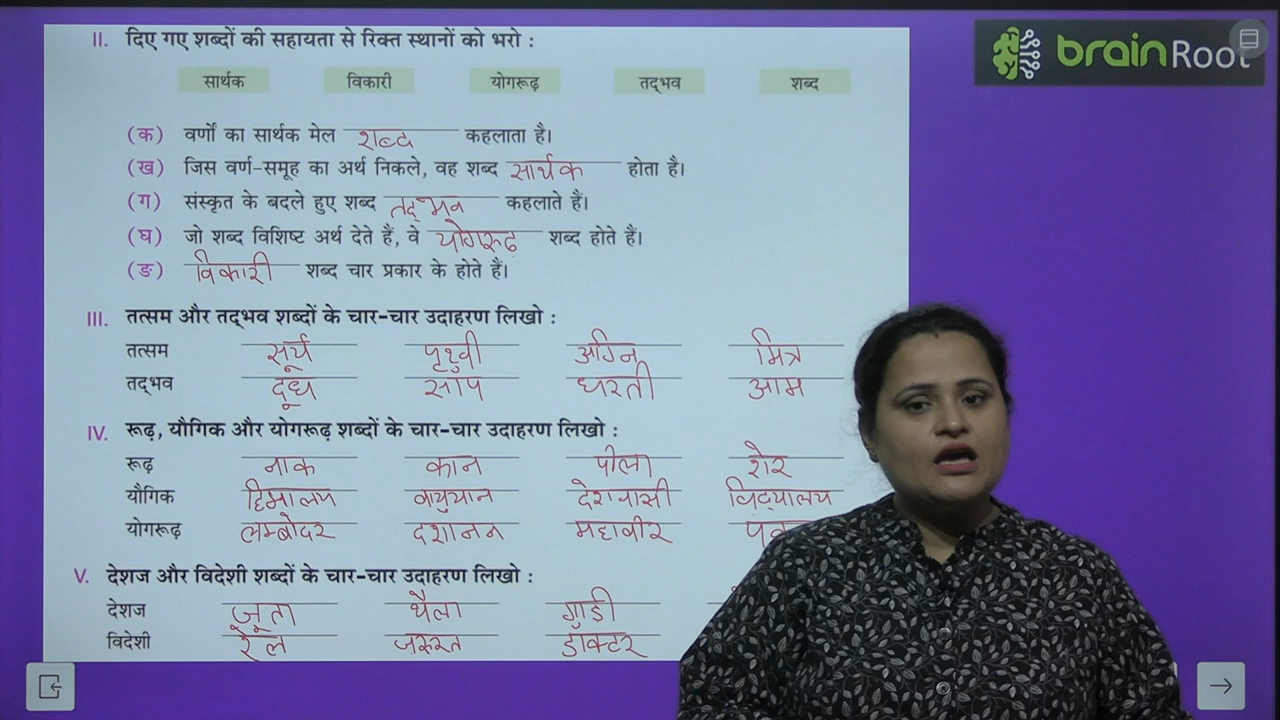 II. दिए गए शब्दों की सहायता से रिक्त स्थानों को भरो :
brainRoot
सार्थक विकारी योगरूढ़ तद्भव शब्द
(क) वर्णों का सार्थक मेल शब्द कहलाता है।
(ख) जिस वर्ण-समूह का अर्थ निकले, वह शब्द सार्थक होता है।
(ग) संस्कृत के बदले हुए शब्द तद्भव कहलाते हैं।
(घ) जो शब्द विशिष्ट अर्थ देते हैं, वे योगरूढ़ शब्द होते हैं।
(ङ) विकारी शब्द चार प्रकार के होते हैं।
III. तत्सम और तद्भव शब्दों के चार-चार उदाहरण लिखो :
तत्सम सूर्य पृथ्वी अग्नि मित्र
तद्भव दूध साप धरती आम
IV. रूढ़, यौगिक और योगरूढ़ शब्दों के चार-चार उदाहरण लिखो :
रूढ़ नाक कान पीला शेर
यौगिक हिमालय वायुयान देशवासी विद्यालय
योगरूढ़ लम्बोदर दशानन महावीर
V. देशज और विदेशी शब्दों के चार-चार उदाहरण लिखो :
देशज जूता थैला गाडी
विदेशी रेल जरूरत डाक्टर